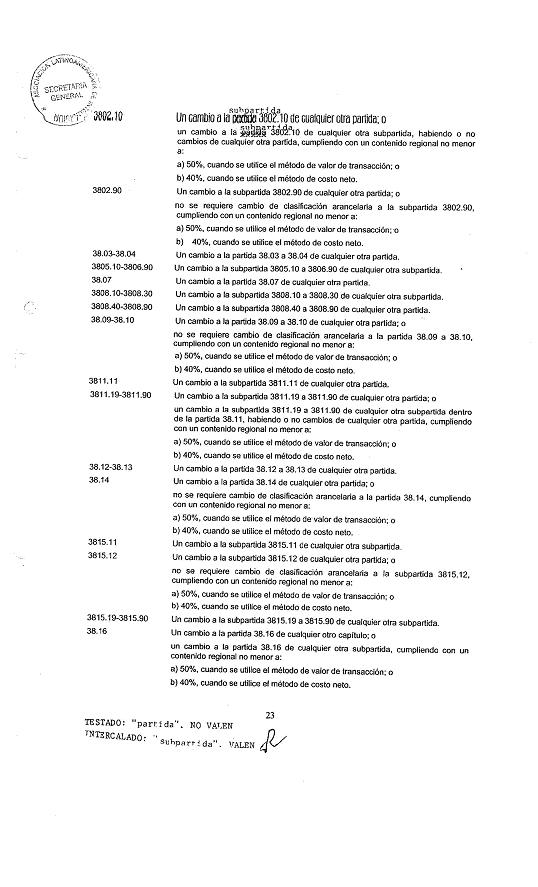 ASOCIACION LATINOAMERICANA DE
SECRETARIA
GENERAL
subpartida
3802.10 Un cambio a la partida 3802.10 de cualquier otra partida; o
subpartida
un cambio a la partida 3802.10 de cualquier otra subpartida, habiendo o no
cambios de cualquier otra partida, cumpliendo con un contenido regional no menor
a:
a) 50%, cuando se utilice el método de valor de transacción; o
b) 40%, cuando se utilice el método de costo neto.
3802.90 Un cambio a la subpartida 3802.90 de cualquier otra partida; o
no se requiere cambio de clasificación arancelaria a la subpartida 3802.90,
cumpliendo con un contenido regional no menor a:
a) 50%, cuando se utilice el método de valor de transacción; o
b) 40%, cuando se utilice el método de costo neto.
38.03-38.04 Un cambio a la partida 38.03 a 38.04 de cualquier otra partida.
3805.10-3806.90 Un cambio a la subpartida 3805.10 a 3806.90 de cualquier otra subpartida.
38.07 Un cambio a la partida 38.07 de cualquier otra partida.
3808.10-3808.30 Un cambio a la subpartida 3808.10 a 3808.30 de cualquier otra subpartida.
3808.40-3808.90 Un cambio a la subpartida 3808.40 a 3808.90 de cualquier otra partida.
38.09-38.10 Un cambio a la partida 38.09 a 38.10 de cualquier otra partida; o
no se requiere cambio de clasificación arancelaria a la partida 38.09 a 38.10,
cumpliendo con un contenido regional no menor a:
a) 50%, cuando se utilice el método de valor de transacción; o
b) 40%, cuando se utilice el método de costo neto.
3811.11 Un cambio a la subpartida 3811.11 de cualquier otra partida.
3811.19-3811.90 Un cambio a la subpartida 3811.19 a 3811.90 de cualquier otra partida; o
un cambio a la subpartida 3811.19 a 3811.90 de cualquier otra subpartida dentro
de la partida 38.11, habiendo o no cambios de cualquier otra partida, cumpliendo
con un contenido regional no menor a:
a) 50%, cuando se utilice el método de valor de transacción; o
b) 40%, cuando se utilice el método de costo neto.
38.12-38.13 Un cambio a la partida 38.12 a 38.13 de cualquier otra partida.
38.14 Un cambio a la partida 38.14 de cualquier otra partida; o
no se requiere cambio de clasificación arancelaria a la partida 38.14, cumpliendo
con un contenido regional no menor a:
a) 50%, cuando se utilice el método de valor de transacción; o
b) 40%, cuando se utilice el método de costo neto.
3815.11 Un cambio a la subpartida 3815.11 de cualquier otra subpartida.
3815.12 Un cambio a la subpartida 3815.12 de cualquier otra partida; o
no se requiere cambio de clasificación arancelaria a la subpartida 3815.12,
cumpliendo con un contenido regional no menor a:
a) 50%, cuando se utilice el método de valor de transacción; o
b) 40%, cuando se utilice el método de costo neto.
3815.19-3815.90 Un cambio a la subpartida 3815.19 a 3815.90 de cualquier otra subpartida.
38.16 Un cambio a la partida 38.16 de cualquier otro capítulo; o
un cambio a la partida 38.16 de cualquier otra subpartida, cumpliendo con un
contenido regional no menor a:
a) 50%, cuando se utilice el método de valor de transacción; o
b) 40%, cuando se utilice el método de costo neto.
23
TESTADO: "partida". NO VALEN
INTERCALADO: "subpartida". VALEN